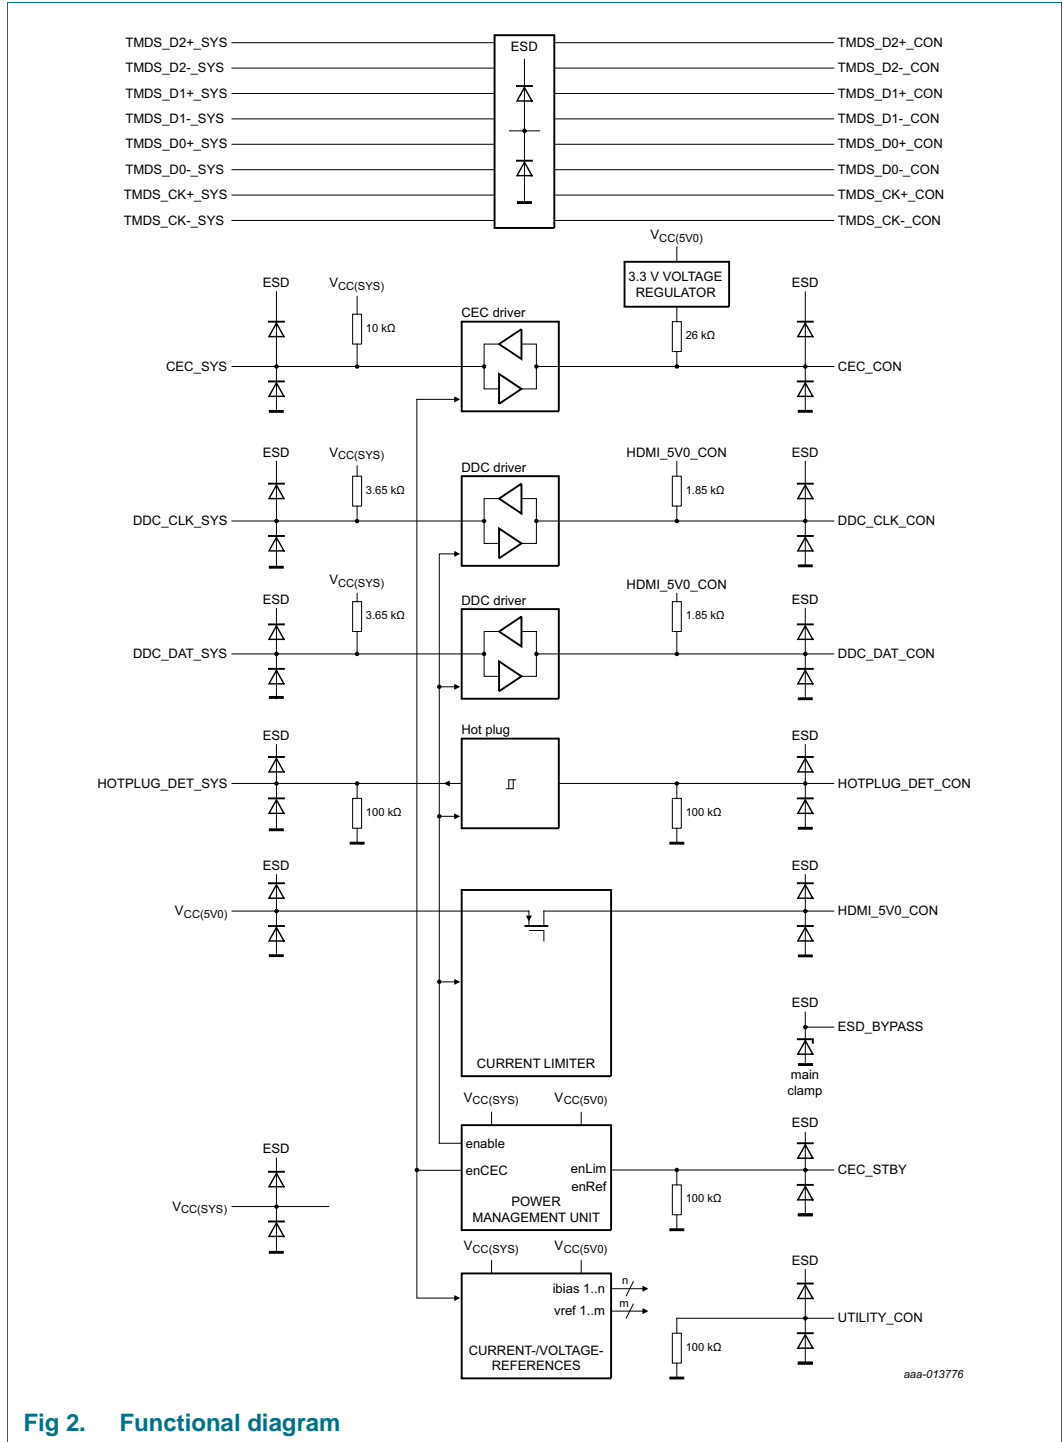 TMDS_D2+_SYS ESD TMDS_D2+_CON
TMDS_D2-_SYS TMDS_D2-_CON
TMDS_D1+_SYS TMDS_D1+_CON
TMDS_D1-_SYS TMDS_D1-_CON
TMDS_D0+_SYS TMDS_D0+_CON
TMDS_D0-_SYS TMDS_D0-_CON
TMDS_CK+_SYS TMDS_CK+_CON
TMDS_CK-_SYS TMDS_CK-_CON
VCC(5V0)
3.3 V VOLTAGE
REGULATOR
ESD VCC(SYS) ESD
CEC driver
10 kΩ 26 kΩ
CEC_SYS CEC_CON
ESD VCC(SYS) HDMI_5V0_CON ESD
DDC driver
3.65 kΩ 1.85 kΩ
DDC_CLK_SYS DDC_CLK_CON
VCC(SYS) HDMI_5V0_CON
ESD DDC driver ESD
3.65 kΩ 1.85 kΩ
DDC_DAT_SYS DDC_DAT_CON
ESD Hot plug ESD
HOTPLUG_DET_SYS HOTPLUG_DET_CON
100 kΩ 100 kΩ
ESD ESD
VCC(5V0) HDMI_5V0_CON
ESD
ESD_BYPASS
CURRENT LIMITER
main
clamp
VCC(SYS) VCC(5V0)
ESD
enable
ESD
enCEC enLim CEC_STBY
enRef
100 kΩ
POWER
MANAGEMENT UNIT
VCC(SYS)
VCC(SYS) VCC(5V0)
ESD
ibias 1..n n
vref 1..m m
UTILITY_CON
100 kΩ
CURRENT-/VOLTAGE-
REFERENCES
aaa-013776
Fig 2. Functional diagram